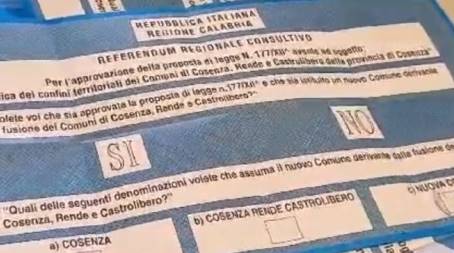 REPUBBLICA ITALIANA
REGIONE CALABRIA
REFERENDUM REGIONALE CONSULTIVO
Per l'approvazione della proposta di legge N. 177/XII^ avente ad oggetto:
ica dei confini territoriali dei Comuni di Cosenza, Rende e Castrolibero della provincia di Cosenza"
olete voi che sia approvata la proposta di legge n.177/XII^ e che sia istituito un nuovo Comune derivante
fusione dei Comuni di Cosenza, Rende e Castrolibero?"
SI
NO
"Quali delle seguenti denominazioni volete che assuma il nuovo Comune derivante dalla fusione de
Cosenza, Rende e Castrolibero?"
a) COSENZA
b) COSENZA RENDE CASTROLIBERO
c) NUOVA